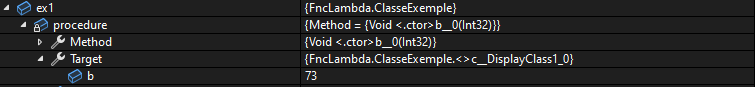 ex1 {FncLambda.ClasseExemple}
procedure {Method = {Void <.ctor>b__0(Int32)}}
Method {Void <.ctor>b__0(Int32)}
Target {FncLambda.ClasseExemple.<>c__DisplayClass1_0}
b 73